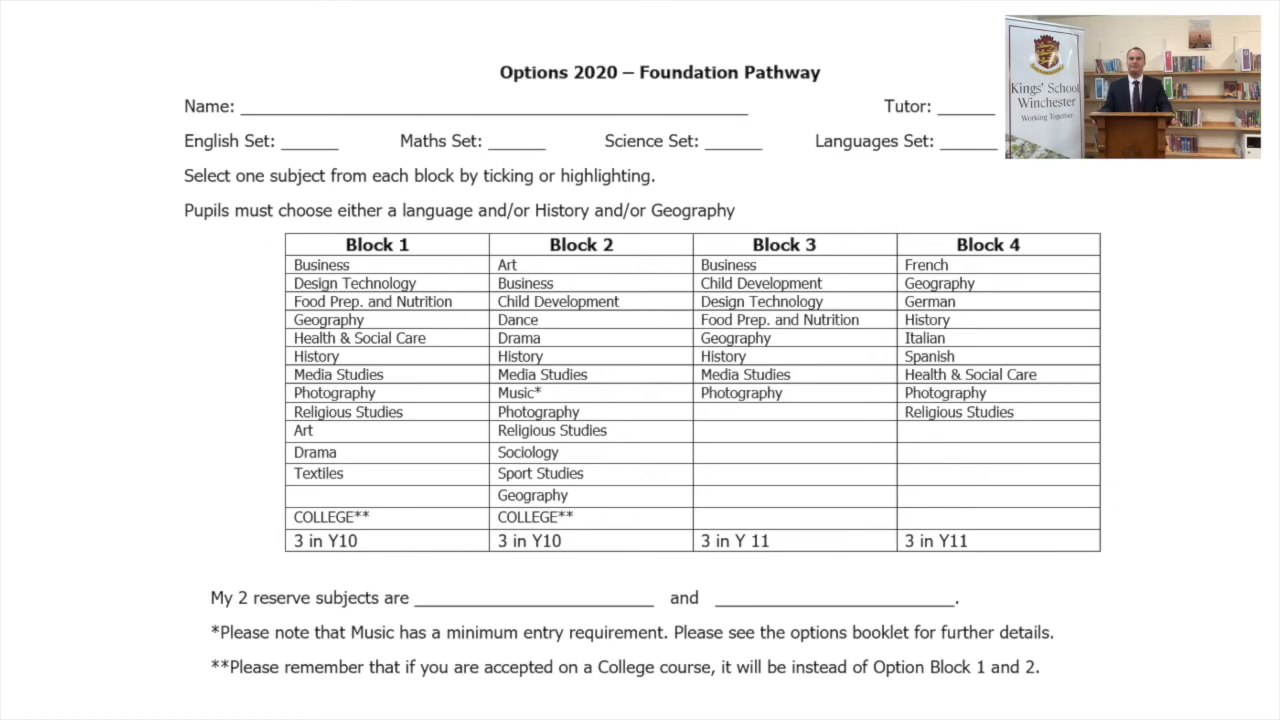 Options 2020 – Foundation Pathway
Name: ____________________ Tutor: ______
English Set: ______ Maths Set: ______ Science Set: ______ Languages Set: ______
Select one subject from each block by ticking or highlighting.
Pupils must choose either a language and/or History and/or Geography
Block 1 Block 2 Block 3 Block 4
Business Art Business French
Design Technology Business Child Development Geography
Food Prep. and Nutrition Child Development Design Technology German
Geography Dance Food Prep. and Nutrition History
Health & Social Care Drama Geography Italian
History History History Spanish
Media Studies Media Studies Media Studies Health & Social Care
Photography Music* Photography Photography
Religious Studies Photography Religious Studies
Art Religious Studies
Drama Sociology
Textiles Sport Studies
Geography
COLLEGE** COLLEGE**
3 in Y10 3 in Y10 3 in Y 11 3 in Y11
My 2 reserve subjects are ____________________ and ____________________.
*Please note that Music has a minimum entry requirement. Please see the options booklet for further details.
**Please remember that if you are accepted on a College course, it will be instead of Option Block 1 and 2.
Kings' School
Winchester
Working Together